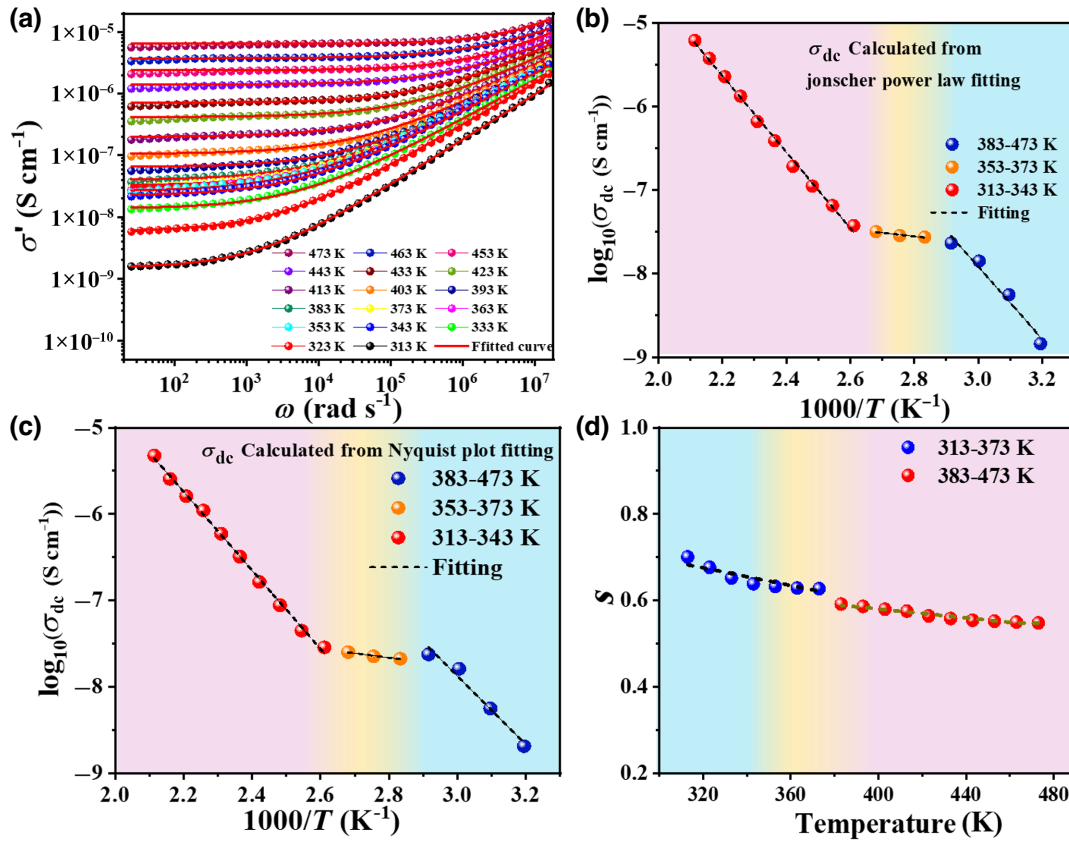 (a)
1×10⁻⁵
1×10⁻⁶
1×10⁻⁷
1×10⁻⁸
1×10⁻⁹
1×10⁻¹⁰
σ' (S cm⁻¹)
473 K 463 K 453 K
443 K 433 K 423 K
413 K 403 K 393 K
383 K 373 K 363 K
353 K 343 K 333 K
323 K 313 K Ffitted curve
10² 10³ 10⁴ 10⁵ 10⁶ 10⁷
ω (rad s⁻¹)
(b)
σdc Calculated from
jonscher power law fitting
383-473 K
353-373 K
313-343 K
Fitting
−5
−6
−7
−8
−9
log₁₀(σdc (S cm⁻¹)
2.0 2.2 2.4 2.6 2.8 3.0 3.2
1000/T (K⁻¹)
(c)
σdc Calculated from Nyquist plot fitting
383-473 K
353-373 K
313-343 K
Fitting
−5
−6
−7
−8
−9
log₁₀(σdc (S cm⁻¹)
2.0 2.2 2.4 2.6 2.8 3.0 3.2
1000/T (K⁻¹)
(d)
313-373 K
383-473 K
1.0
0.8
0.6
0.4
0.2
S
320 360 400 440 480
Temperature (K)